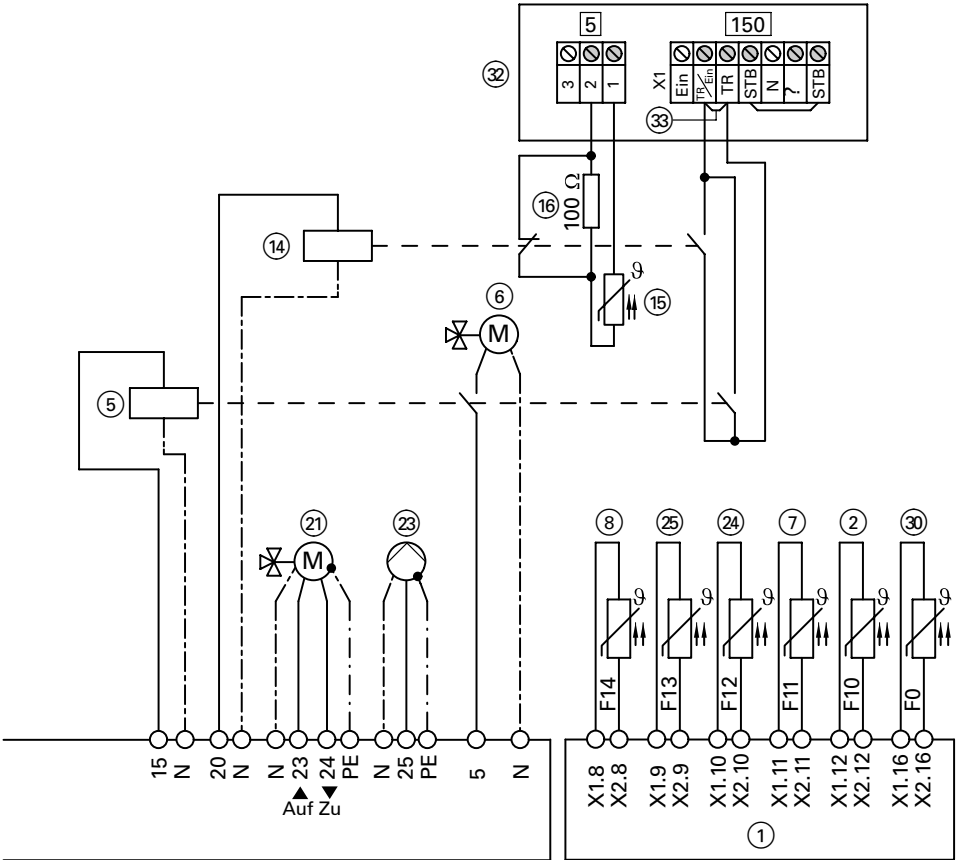 5 150
32
3 2 1
X1 Ein TR/Ein TR STB N ? STB
33
16 100 Ω
14
ϑ
15
6
M
5
21 23
M
8 25 24 7 2 30
ϑ ϑ ϑ ϑ ϑ ϑ
F14 F13 F12 F11 F10 F0
15 N 20 N N 23 24 PE N 25 PE 5 N
Auf Zu
X1.8 X2.8 X1.9 X2.9 X1.10 X2.10 X1.11 X2.11 X1.12 X2.12 X1.16 X2.16
1